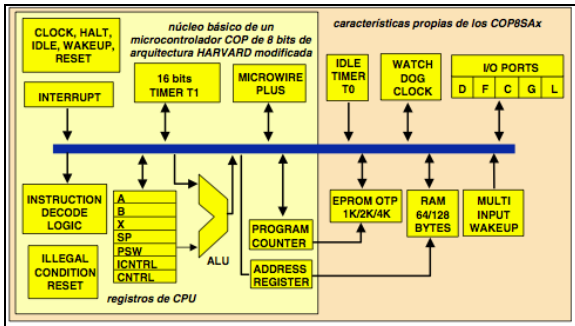 núcleo básico de un
microcontrolador COP de 8 bits de
arquitectura HARVARD modificada
características propias de los COP8SAx
CLOCK, HALT,
IDLE, WAKEUP,
RESET
INTERRUPT
16 bits
TIMER T1
MICROWIRE
PLUS
IDLE
TIMER
T0
WATCH
DOG
CLOCK
I/O PORTS
D F C G L
INSTRUCTION
DECODE
LOGIC
ILLEGAL
CONDITION
RESET
A
B
X
SP
PSW
ICNTRL
CNTRL
registros de CPU
ALU
PROGRAM
COUNTER
ADDRESS
REGISTER
EPROM OTP
1K/2K/4K
RAM
64/128
BYTES
MULTI
INPUT
WAKEUP